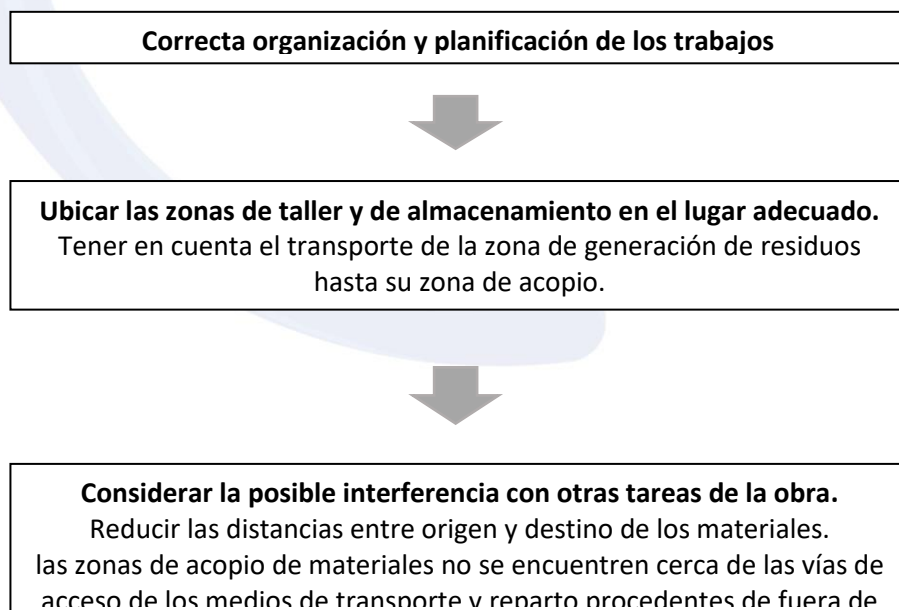 Correcta organización y planificación de los trabajos
Ubicar las zonas de taller y de almacenamiento en el lugar adecuado.
Tener en cuenta el transporte de la zona de generación de residuos
hasta su zona de acopio.
Considerar la posible interferencia con otras tareas de la obra.
Reducir las distancias entre origen y destino de los materiales.
las zonas de acopio de materiales no se encuentren cerca de las vías de
acceso de los medios de transporte y reparto procedentes de fuera de